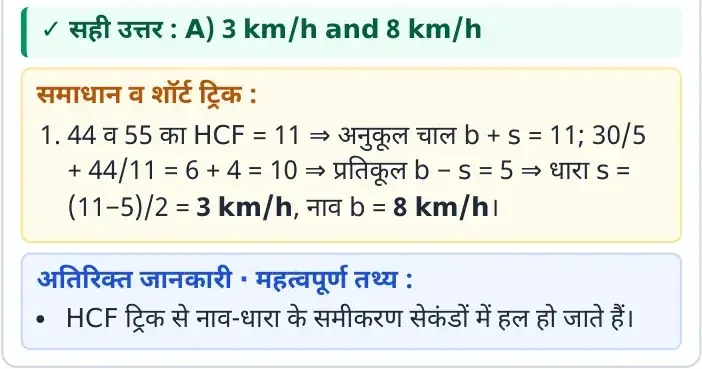 ✓ सही उत्तर : A) 3 km/h and 8 km/h
समाधान व शॉर्ट ट्रिक :
1. 44 व 55 का HCF = 11 ⇒ अनुकूल चाल b + s = 11; 30/5
+ 44/11 = 6 + 4 = 10 ⇒ प्रतिकूल b − s = 5 ⇒ धारा s =
(11−5)/2 = 3 km/h, नाव b = 8 km/h।
अतिरिक्त जानकारी · महत्वपूर्ण तथ्य :
• HCF ट्रिक से नाव-धारा के समीकरण सेकंडों में हल हो जाते हैं।